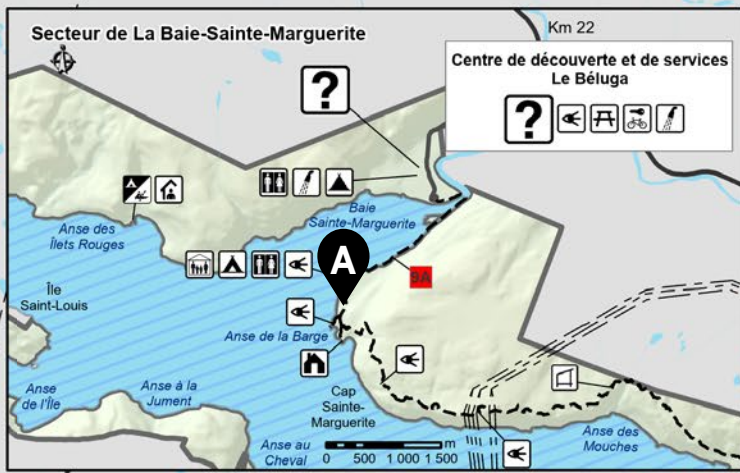 Secteur de La Baie-Sainte-Marguerite
Km 22
Centre de découverte et de services
Le Béluga
?
?
Baie
Sainte-Marguerite
Anse des
Îlets Rouges
A
9A
Île
Saint-Louis
Anse de la Barge
Anse
de l'Île
Anse à la
Jument
Cap
Sainte-
Marguerite
Anse des
Mouches
Anse au
Cheval
m
0 500 1 000 1 500